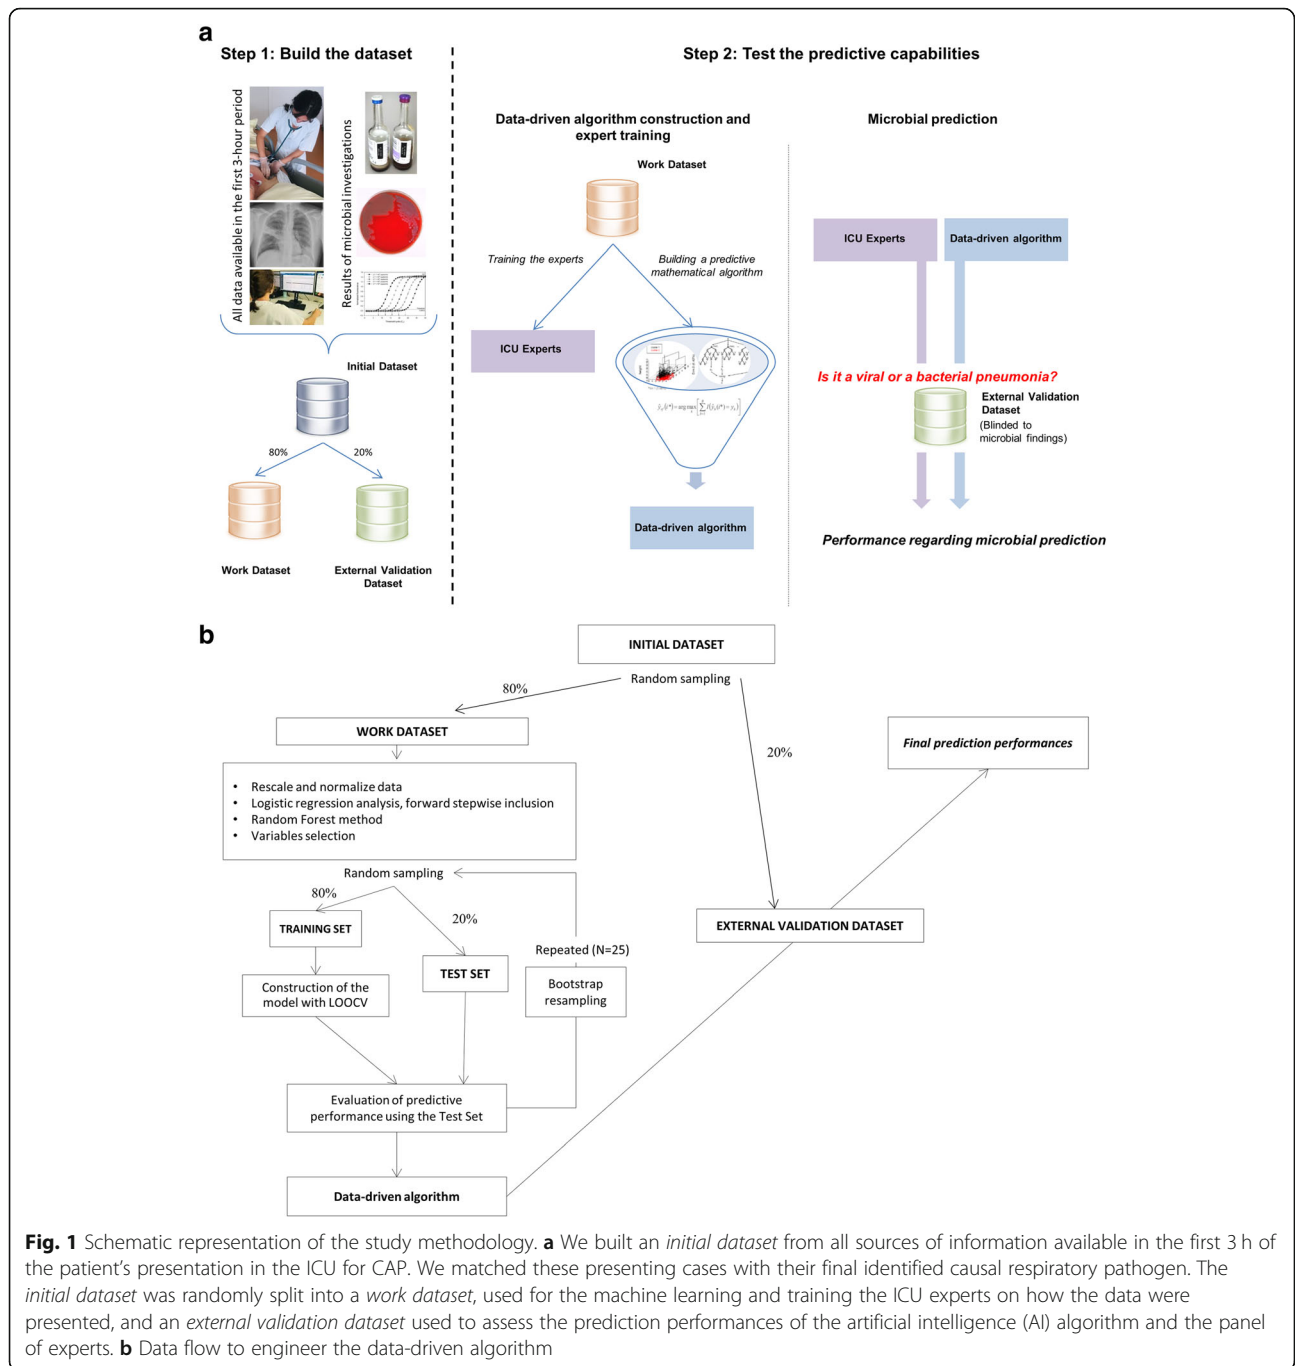 a
Step 1: Build the dataset
Step 2: Test the predictive capabilities
All data available in the first 3-hour period
Results of microbial investigations
Initial Dataset
80%
20%
Work Dataset
External Validation
Dataset
Data-driven algorithm construction and
expert training
Work Dataset
Training the experts
Building a predictive
mathematical algorithm
ICU Experts
Data-driven algorithm
Microbial prediction
ICU Experts
Data-driven algorithm
Is it a viral or a bacterial pneumonia?
External Validation
Dataset
(Blinded to
microbial findings)
Performance regarding microbial prediction
b
INITIAL DATASET
Random sampling
80%
20%
WORK DATASET
• Rescale and normalize data
• Logistic regression analysis, forward stepwise inclusion
• Random Forest method
• Variables selection
Random sampling
80%
20%
TRAINING SET
TEST SET
Construction of the
model with LOOCV
Repeated (N=25)
Bootstrap
resampling
Evaluation of predictive
performance using the Test Set
Data-driven algorithm
EXTERNAL VALIDATION DATASET
Final prediction performances
Fig. 1 Schematic representation of the study methodology. a We built an initial dataset from all sources of information available in the first 3 h of
the patient's presentation in the ICU for CAP. We matched these presenting cases with their final identified causal respiratory pathogen. The
initial dataset was randomly split into a work dataset, used for the machine learning and training the ICU experts on how the data were
presented, and an external validation dataset used to assess the prediction performances of the artificial intelligence (AI) algorithm and the panel
of experts. b Data flow to engineer the data-driven algorithm